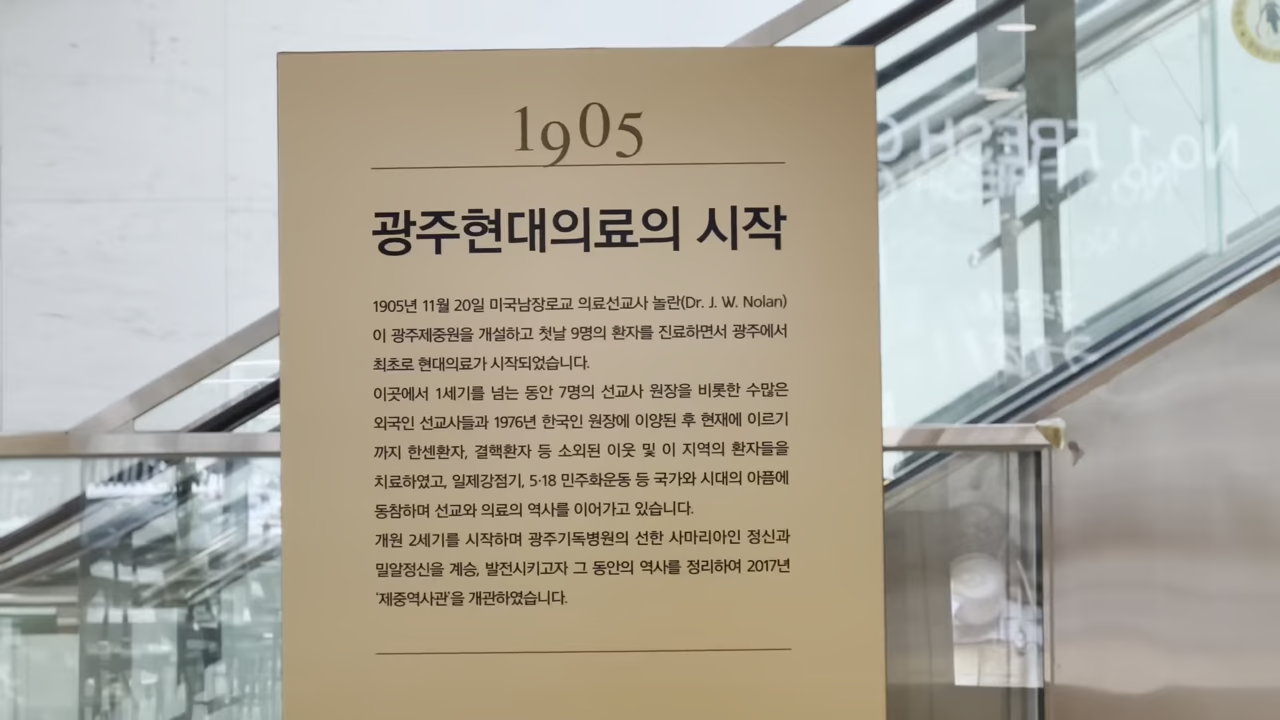 1905
광주현대의료의 시작
1905년 11월 20일 미국남장로교 의료선교사 놀란(Dr. J. W. Nolan)
이 광주제중원을 개설하고 첫날 9명의 환자를 진료하면서 광주에서
최초로 현대의료가 시작되었습니다.
이곳에서 1세기를 넘는 동안 7명의 선교사 원장을 비롯한 수많은
외국인 선교사들과 1976년 한국인 원장에 이양된 후 현재에 이르기
까지 한센환자, 결핵환자 등 소외된 이웃 및 이 지역의 환자들을
치료하였고, 일제강점기, 5·18 민주화운동 등 국가와 시대의 아픔에
동참하며 선교와 의료의 역사를 이어가고 있습니다.
개원 2세기를 시작하며 광주기독병원의 선한 사마리아인 정신과
밀알정신을 계승, 발전시키고자 그 동안의 역사를 정리하여 2017년
'제중역사관'을 개관하였습니다.
No.1 FRESH